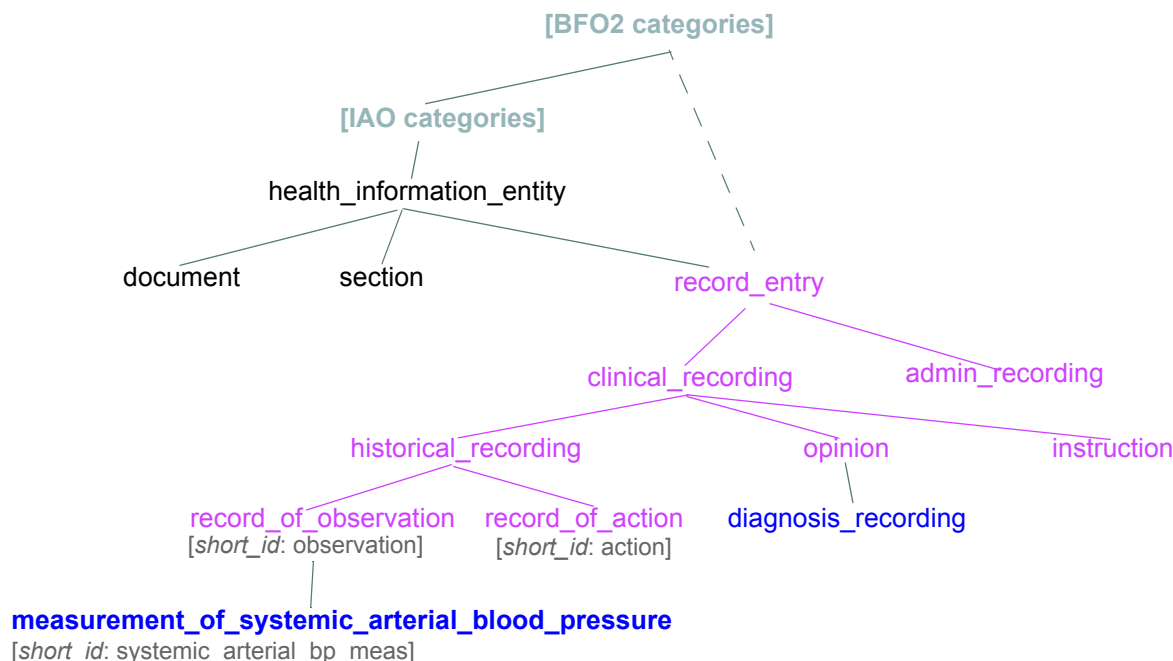 [BFO2 categories]
[IAO categories]
health_information_entity
document
section
record_entry
clinical_recording
admin_recording
historical_recording
opinion
instruction
record_of_observation
record_of_action
diagnosis_recording
[short_id: observation]
[short_id: action]
measurement_of_systemic_arterial_blood_pressure
[short_id: systemic_arterial_bp_meas]